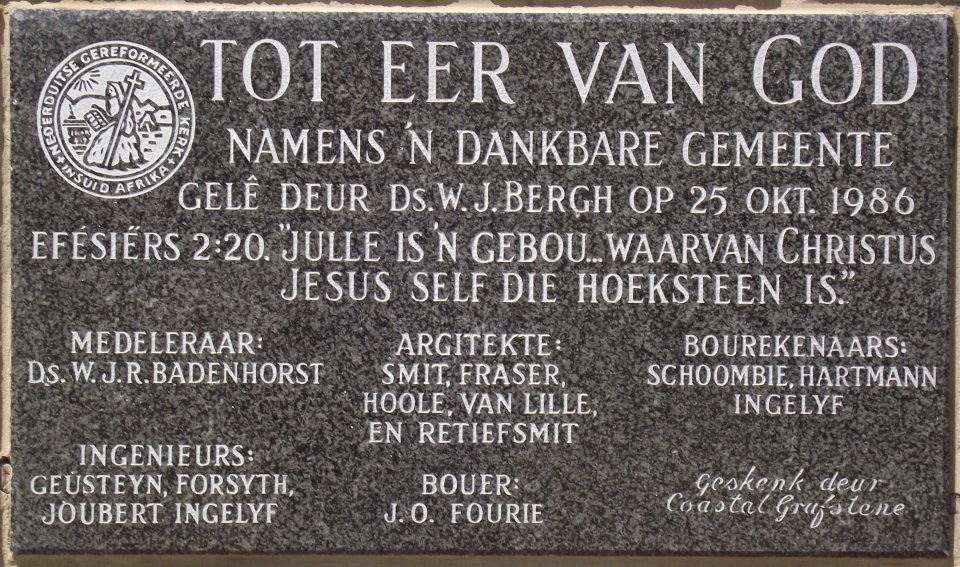 NEDERDUITSE GEREFORMEERDE KERK
IN SUID AFRIKA
TOT EER VAN GOD
NAMENS 'N DANKBARE GEMEENTE
GELÊ DEUR Ds. W. J. BERGH OP 25 OKT. 1986
EFÉSIËRS 2:20. "JULLE IS 'N GEBOU... WAARVAN CHRISTUS
JESUS SELF DIE HOEKSTEEN IS."
MEDELERAAR:
Ds. W. J. R. BADENHORST
ARGITEKTE:
SMIT, FRASER,
HOOLE, VAN LILLE,
EN RETIEFSMIT
BOUREKENAARS:
SCHOOMBIE, HARTMANN
INGELYF
INGENIEURS:
GEUSTEYN, FORSYTH,
JOUBERT INGELYF
BOUER:
J. O. FOURIE
Geskenk deur
Coastal Grafstene